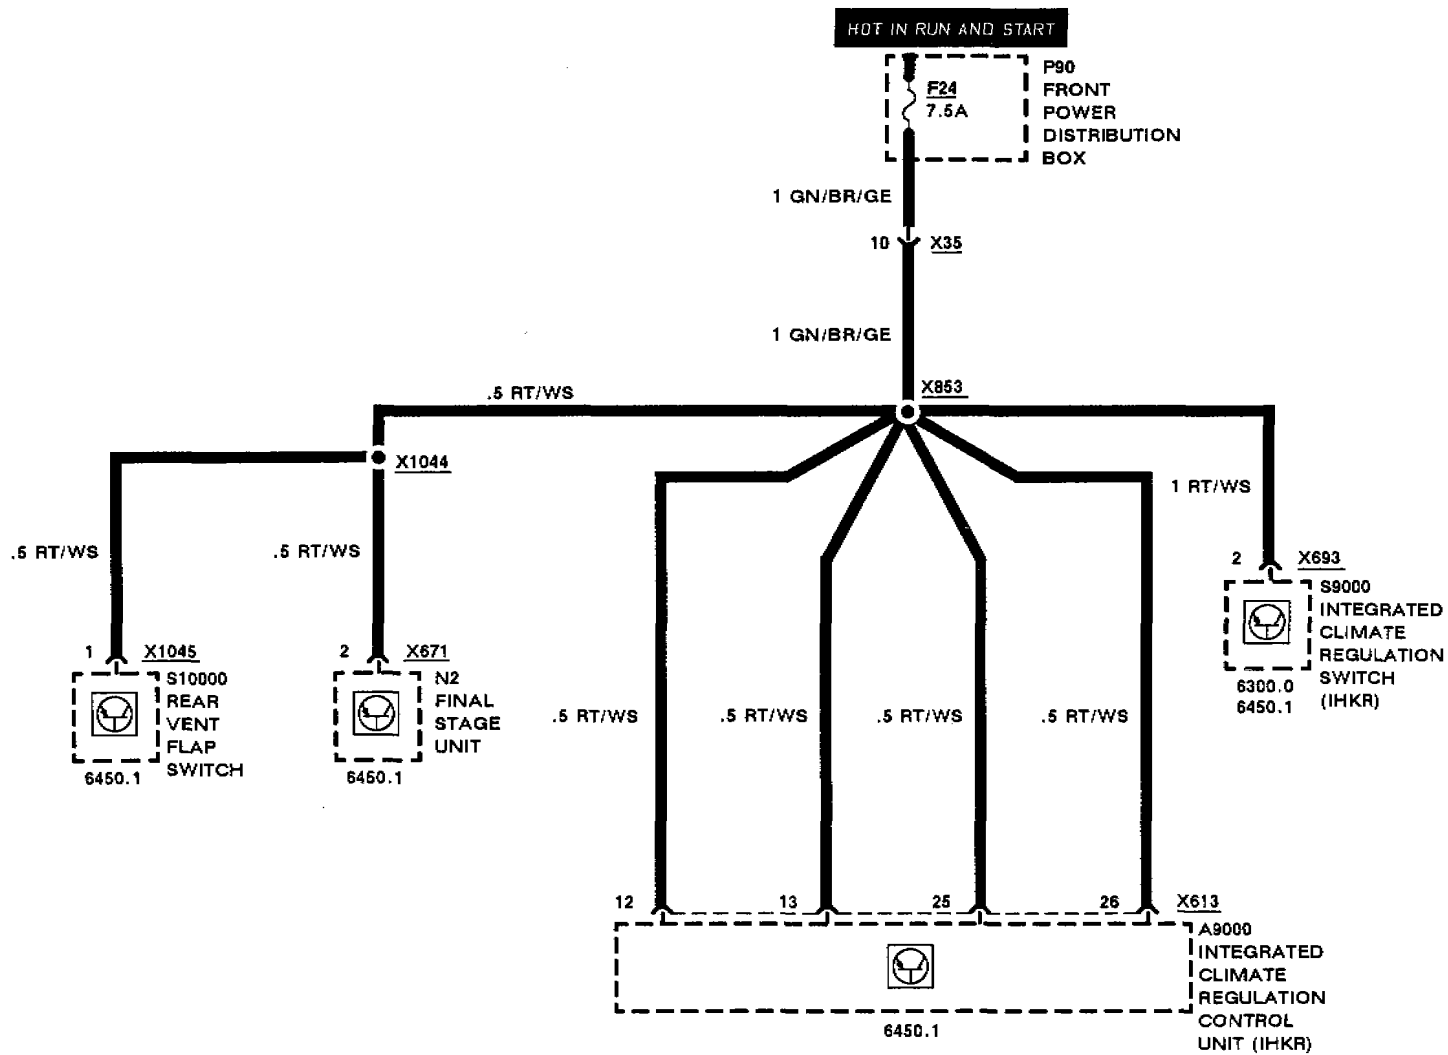 HOT IN RUN AND START
F24
7.5A
P90
FRONT
POWER
DISTRIBUTION
BOX
1 GN/BR/GE
10
X35
1 GN/BR/GE
X853
.5 RT/WS
X1044
1 RT/WS
.5 RT/WS
.5 RT/WS
2
X693
S9000
INTEGRATED
CLIMATE
REGULATION
SWITCH
(IHKR)
6300.0
6450.1
1
X1045
S10000
REAR
VENT
FLAP
SWITCH
6450.1
2
X671
N2
FINAL
STAGE
UNIT
6450.1
.5 RT/WS
.5 RT/WS
.5 RT/WS
.5 RT/WS
12
13
25
26
X613
A9000
INTEGRATED
CLIMATE
REGULATION
CONTROL
UNIT (IHKR)
6450.1